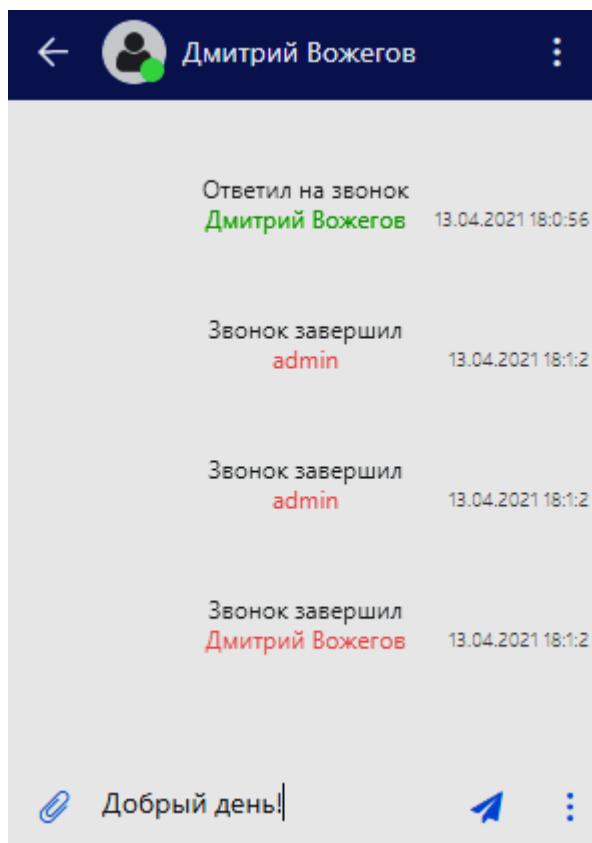 Дмитрий Вожегов
Ответил на звонок
Дмитрий Вожегов 13.04.2021 18:0:56
Звонок завершил
admin 13.04.2021 18:1:2
Звонок завершил
admin 13.04.2021 18:1:2
Звонок завершил
Дмитрий Вожегов 13.04.2021 18:1:2
Добрый день!